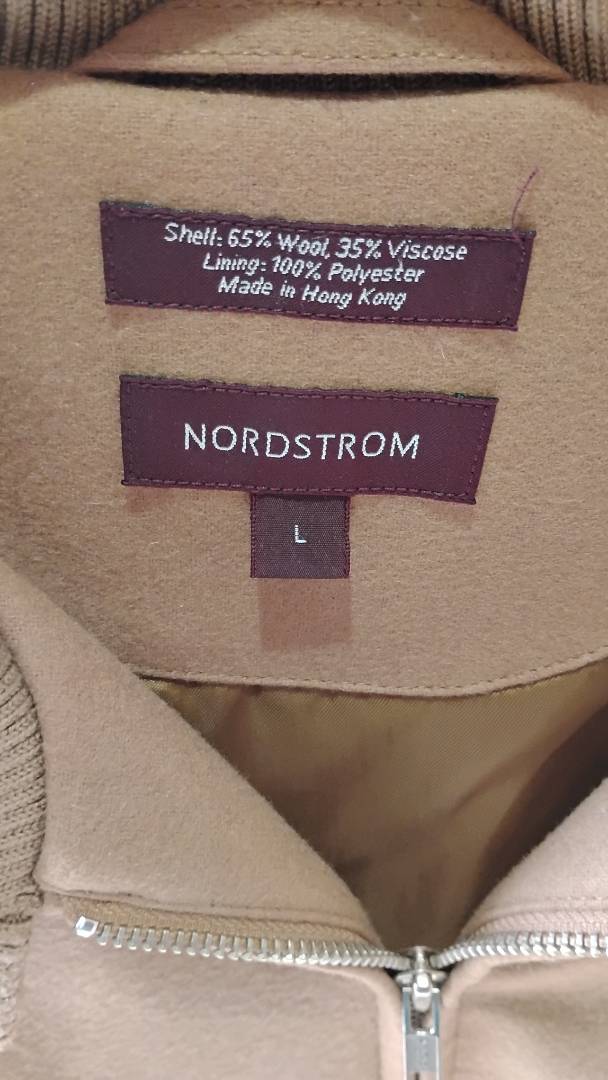 Shell: 65% Wool, 35% Viscose
Lining: 100% Polyester
Made in Hong Kong
NORDSTROM
L